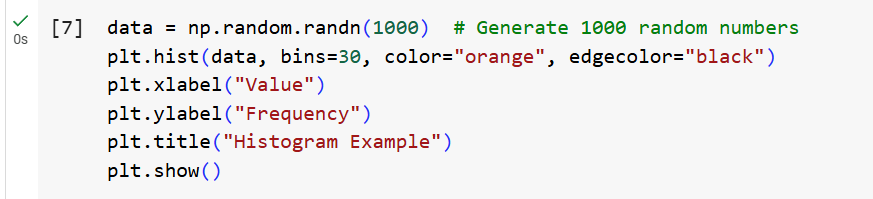 [7] data = np.random.randn(1000)  # Generate 1000 random numbers
0s plt.hist(data, bins=30, color="orange", edgecolor="black")
plt.xlabel("Value")
plt.ylabel("Frequency")
plt.title("Histogram Example")
plt.show()